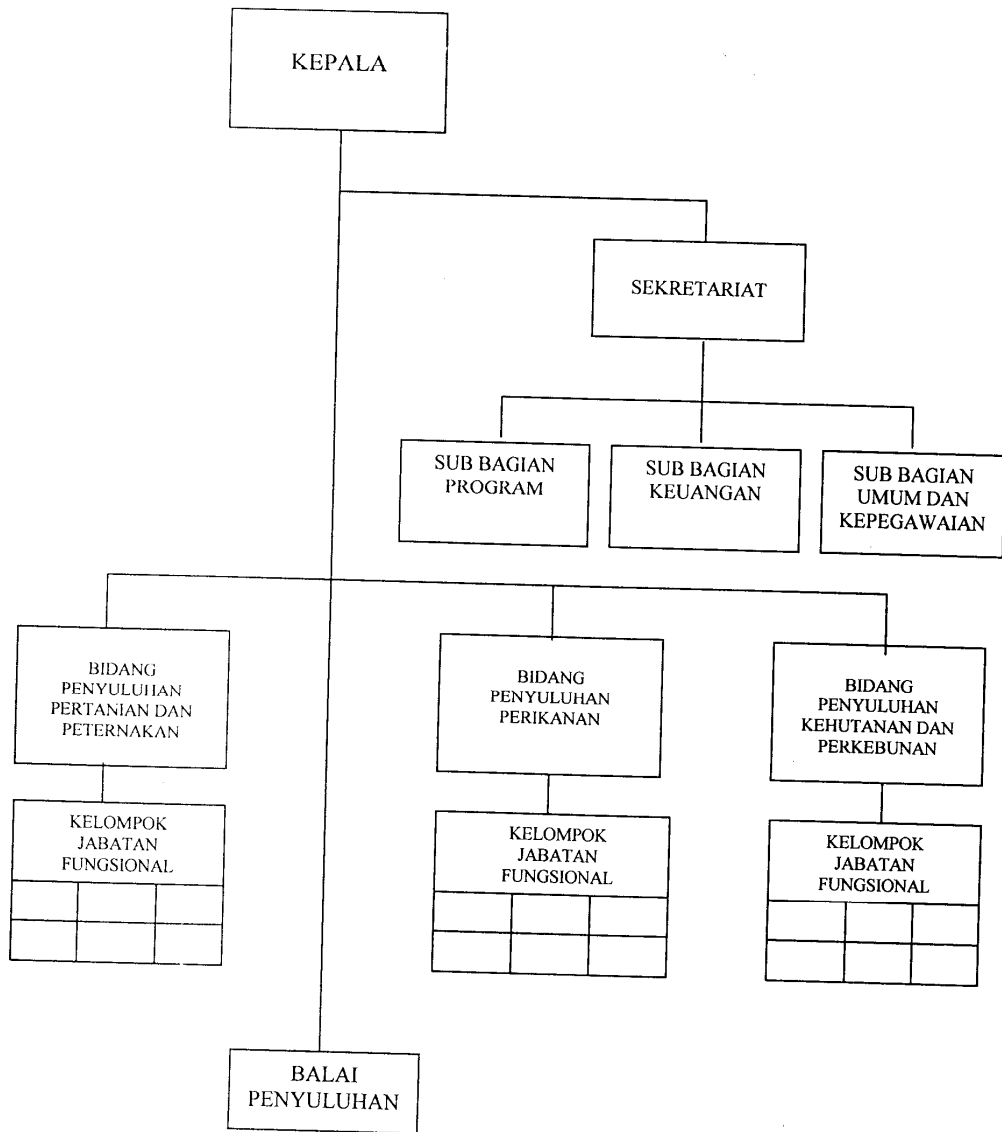 KEPALA
SEKRETARIAT
SUB BAGIAN
PROGRAM
SUB BAGIAN
KEUANGAN
SUB BAGIAN
UMUM DAN
KEPEGAWAIAN
BIDANG
PENYULUHAN
PERTANIAN DAN
PETERNAKAN
BIDANG
PENYULUHAN
PERIKANAN
BIDANG
PENYULUHAN
KEHUTANAN DAN
PERKEBUNAN
KELOMPOK
JABATAN
FUNGSIONAL
KELOMPOK
JABATAN
FUNGSIONAL
KELOMPOK
JABATAN
FUNGSIONAL
BALAI
PENYULUHAN